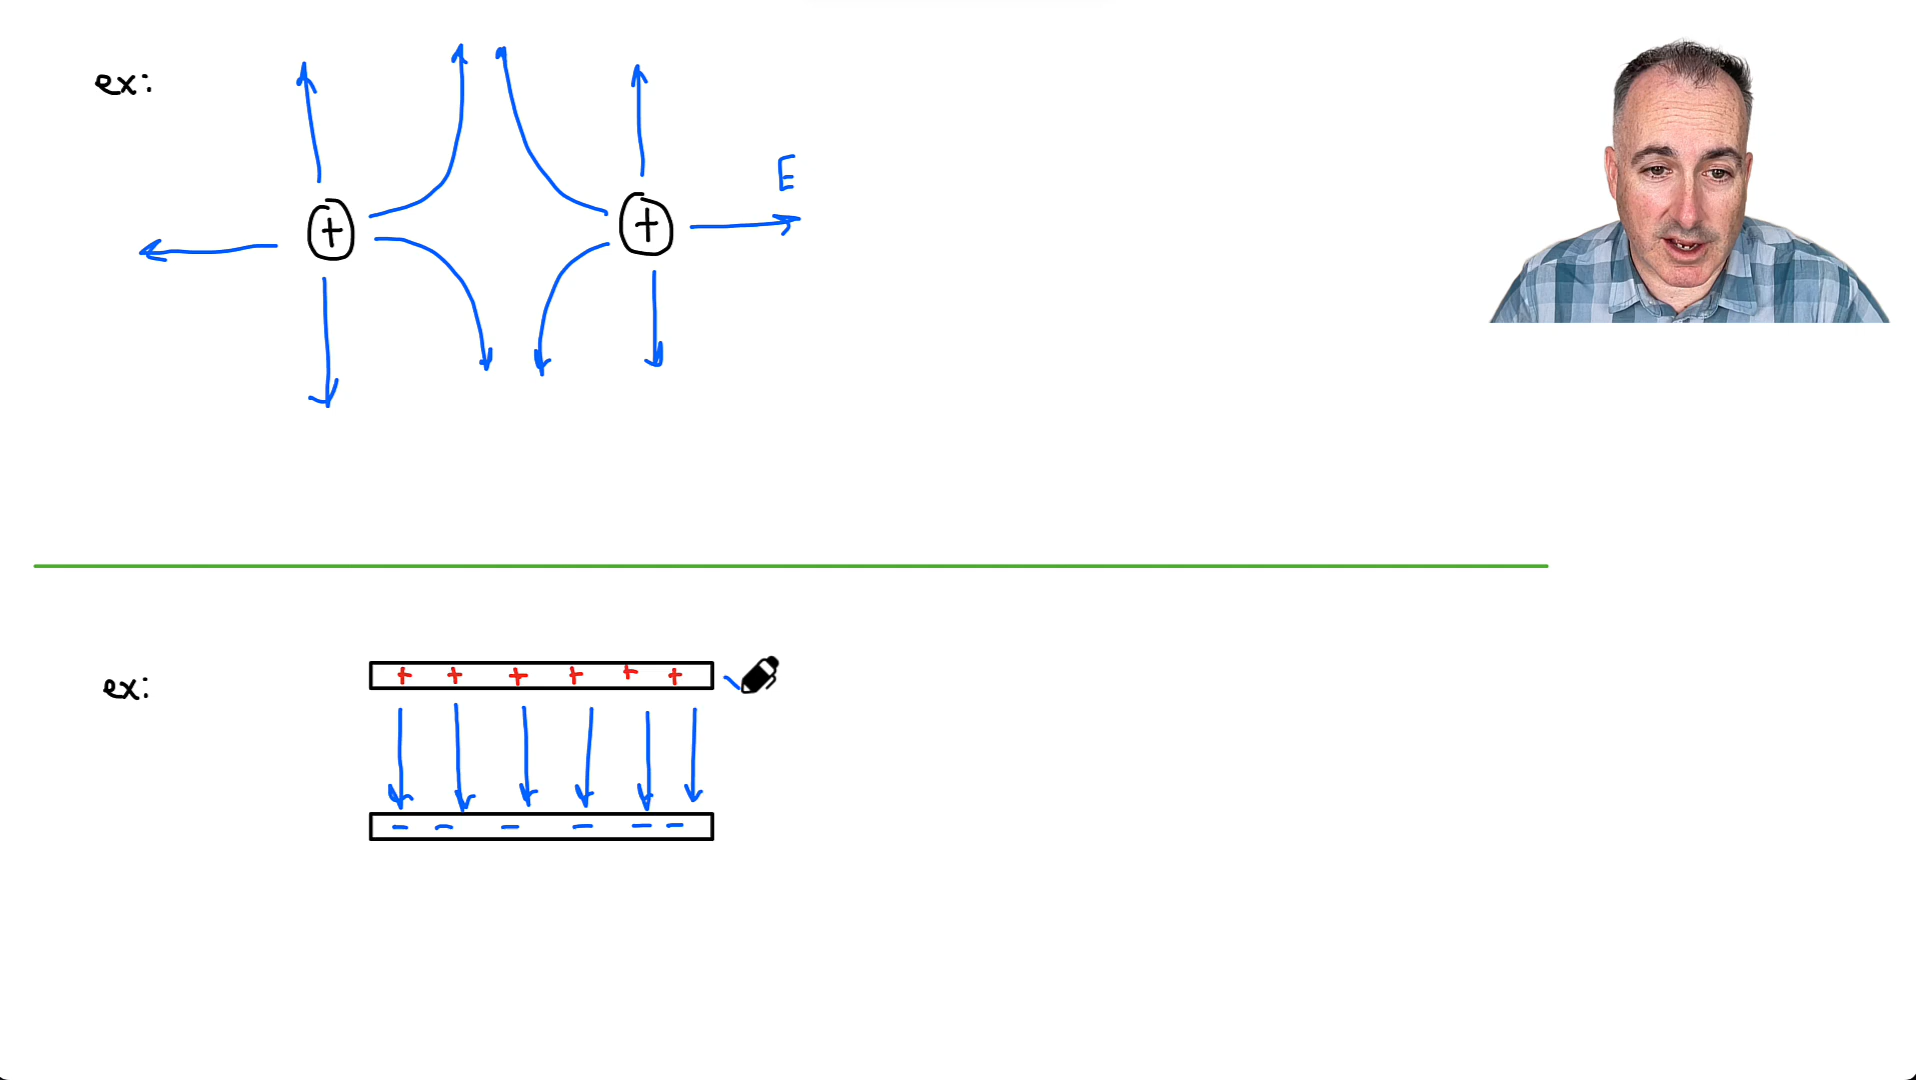 ex:
E
+ +
ex:
+ + + + + +
- - - - - -